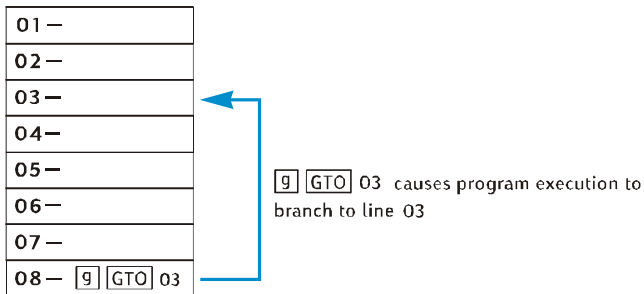 01 –
02 –
03 –
04 –
05 –
06 –
07 –
08 – g GTO 03
g GTO 03 causes program execution to
branch to line 03